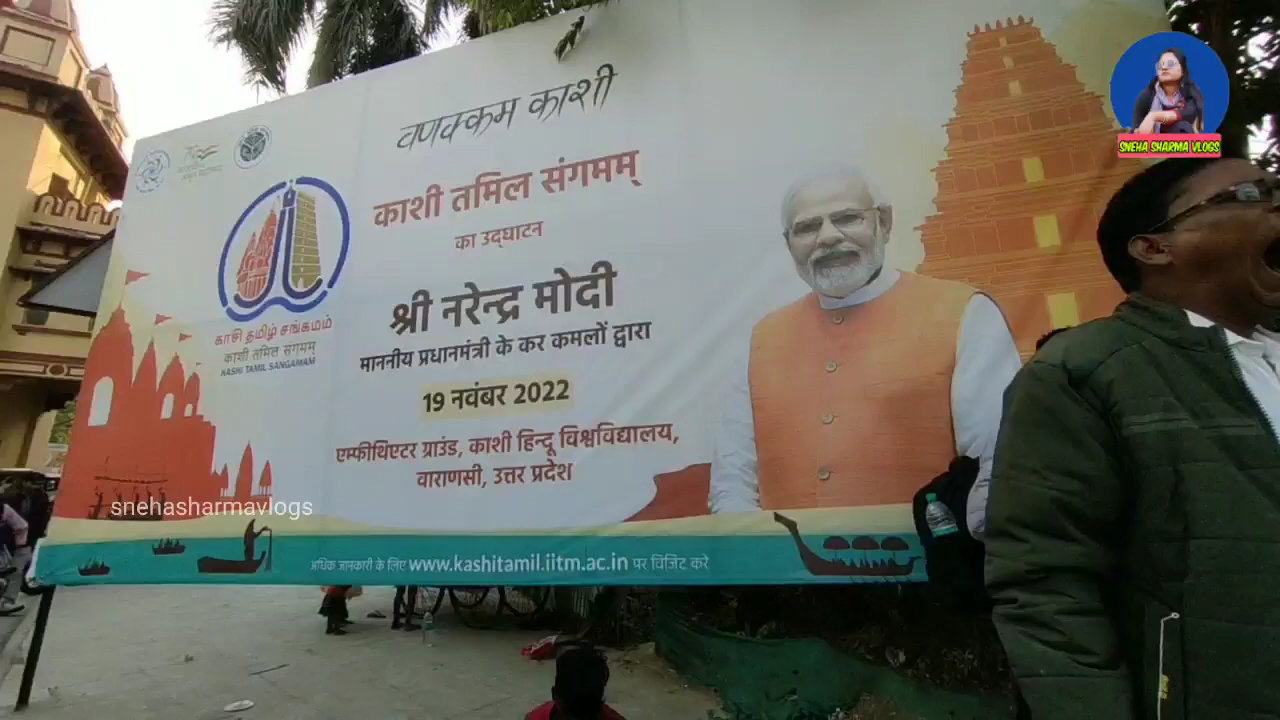 वणक्कम काशी
काशी तमिल संगमम्
का उद्घाटन
श्री नरेन्द्र मोदी
माननीय प्रधानमंत्री के कर कमलों द्वारा
19 नवंबर 2022
एम्फीथिएटर ग्राउंड, काशी हिन्दू विश्वविद्यालय,
वाराणसी, उत्तर प्रदेश
காசி தமிழ் சங்கமம்
काशी तमिल संगमम्
KASHI TAMIL SANGAMAM
अधिक जानकारी के लिए www.kashitamil.iitm.ac.in पर विजिट करे
SNEHA SHARMA VLOGS
snehasharmavlogs